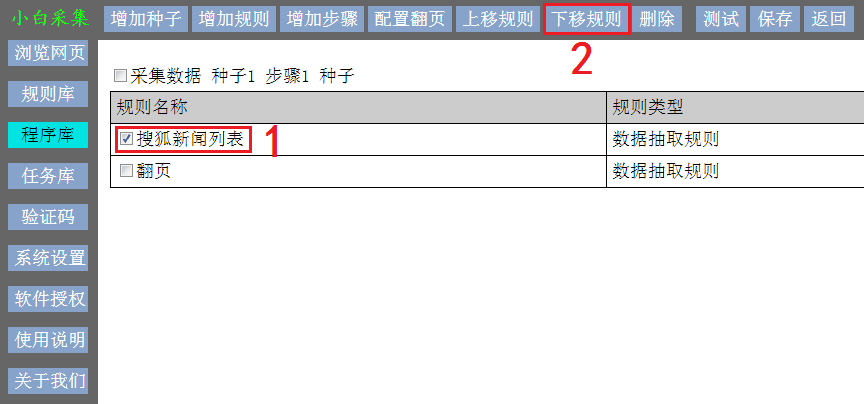 小白采集 增加种子 增加规则 增加步骤 配置翻页 上移规则 下移规则 删除 测试 保存 返回
2
浏览网页
规则库
程序库
任务库
验证码
系统设置
软件授权
使用说明
关于我们
采集数据 种子1 步骤1 种子
规则名称 规则类型
搜狐新闻列表 1 数据抽取规则
翻页 数据抽取规则